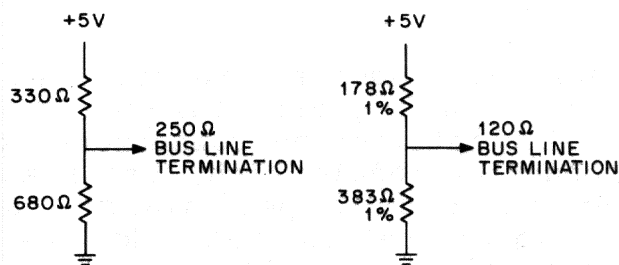 +5V
330Ω
250Ω
BUS LINE
TERMINATION
680Ω
+5V
178Ω
1%
120Ω
BUS LINE
TERMINATION
383Ω
1%